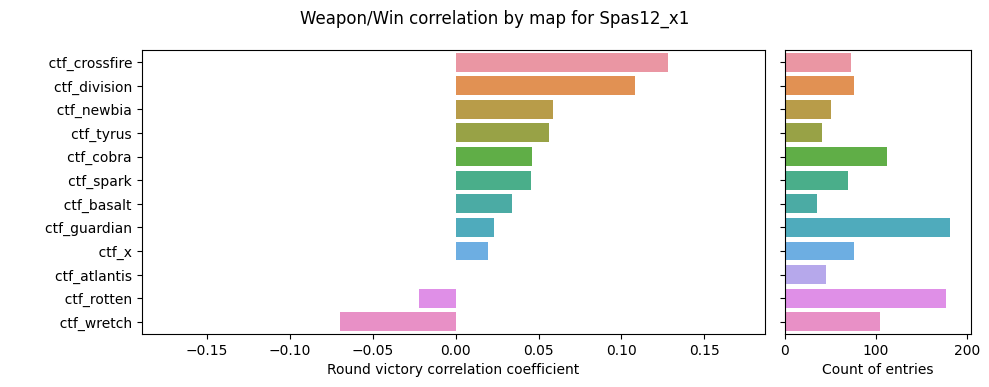 Weapon/Win correlation by map for Spas12_x1
ctf_crossfire
ctf_division
ctf_newbia
ctf_tyrus
ctf_cobra
ctf_spark
ctf_basalt
ctf_guardian
ctf_x
ctf_atlantis
ctf_rotten
ctf_wretch
−0.15 −0.10 −0.05 0.00 0.05 0.10 0.15
Round victory correlation coefficient
0 100 200
Count of entries